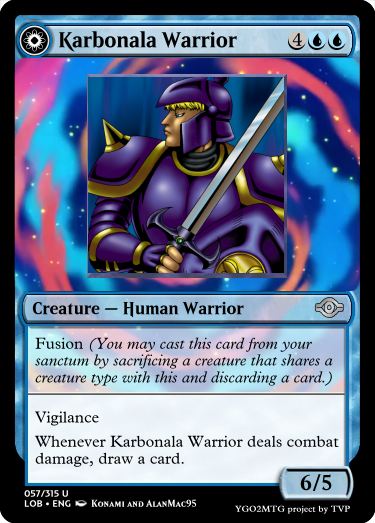 Karbonala Warrior 4
Creature — Human Warrior
Fusion (You may cast this card from your
sanctum by sacrificing a creature that shares a
creature type with this and discarding a card.)
Vigilance
Whenever Karbonala Warrior deals combat
damage, draw a card.
6/5
057/315 U
LOB • ENG Konami and AlanMac95
YGO2MTG project by TVP